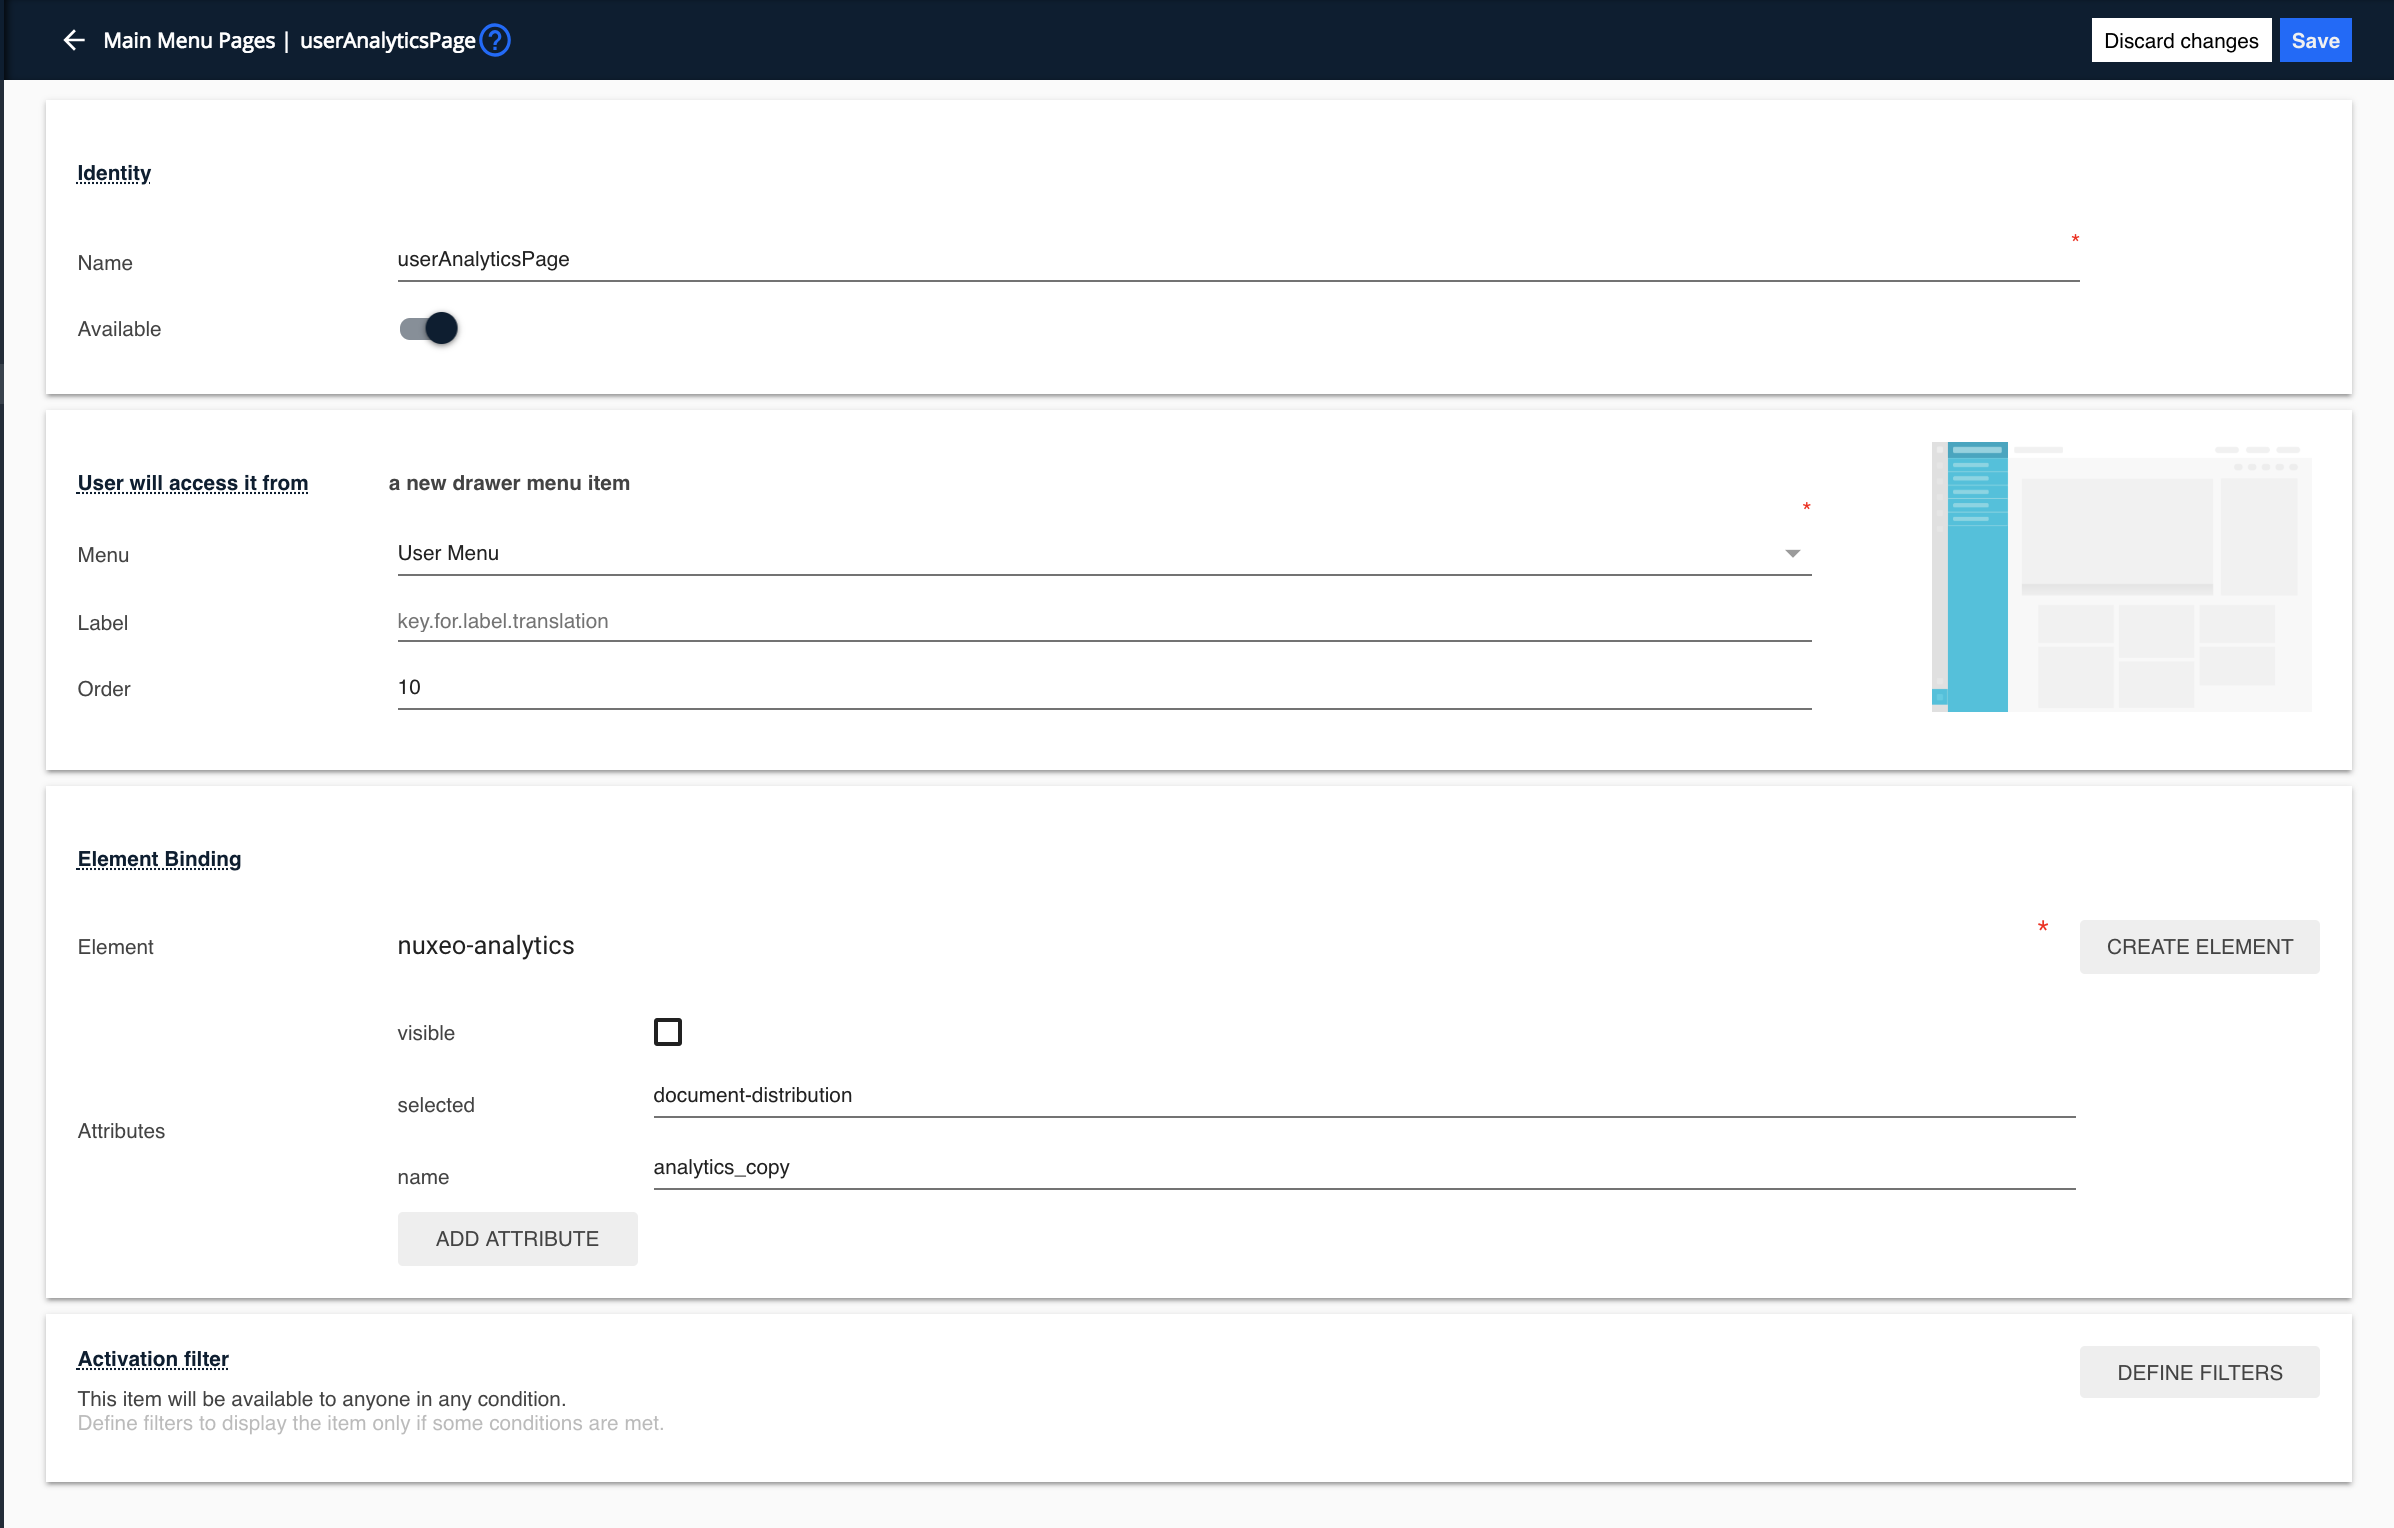 Main Menu Pages | userAnalyticsPage ?
Discard changes
Save
Identity
Name
userAnalyticsPage
*
Available
User will access it from
a new drawer menu item
*
Menu
User Menu
Label
key.for.label.translation
Order
10
Element Binding
Element
nuxeo-analytics
*
CREATE ELEMENT
Attributes
visible
selected
document-distribution
name
analytics_copy
ADD ATTRIBUTE
Activation filter
This item will be available to anyone in any condition.
Define filters to display the item only if some conditions are met.
DEFINE FILTERS